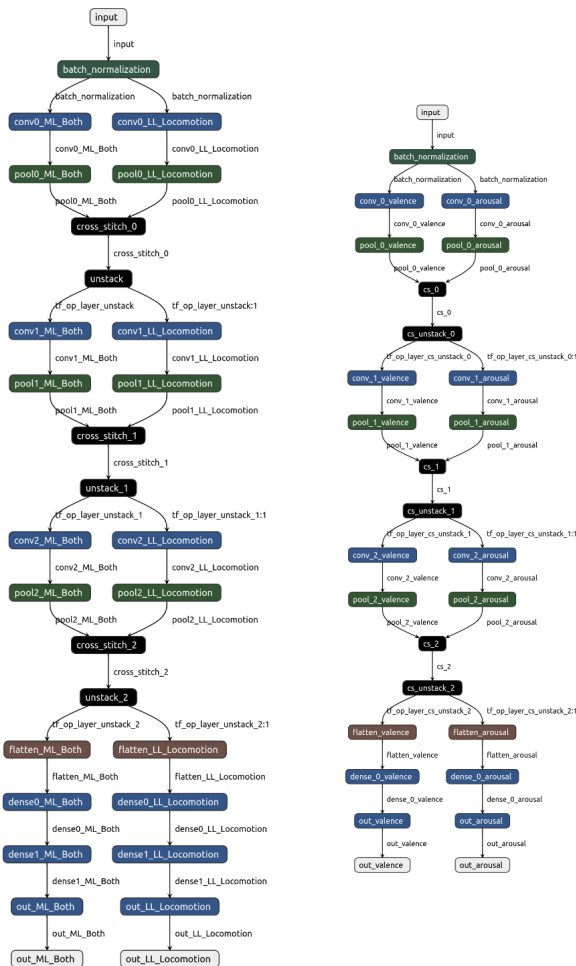 input
input
batch_normalization
batch_normalization batch_normalization
conv0_ML_Both conv0_LL_Locomotion
conv0_ML_Both conv0_LL_Locomotion
pool0_ML_Both pool0_LL_Locomotion
pool0_ML_Both pool0_LL_Locomotion
cross_stitch_0
cross_stitch_0
unstack
tf_op_layer_unstack tf_op_layer_unstack:1
conv1_ML_Both conv1_LL_Locomotion
conv1_ML_Both conv1_LL_Locomotion
pool1_ML_Both pool1_LL_Locomotion
pool1_ML_Both pool1_LL_Locomotion
cross_stitch_1
cross_stitch_1
unstack_1
tf_op_layer_unstack_1 tf_op_layer_unstack_1:1
conv2_ML_Both conv2_LL_Locomotion
conv2_ML_Both conv2_LL_Locomotion
pool2_ML_Both pool2_LL_Locomotion
pool2_ML_Both pool2_LL_Locomotion
cross_stitch_2
cross_stitch_2
unstack_2
tf_op_layer_unstack_2 tf_op_layer_unstack_2:1
flatten_ML_Both flatten_LL_Locomotion
flatten_ML_Both flatten_LL_Locomotion
dense0_ML_Both dense0_LL_Locomotion
dense0_ML_Both dense0_LL_Locomotion
dense1_ML_Both dense1_LL_Locomotion
dense1_ML_Both dense1_LL_Locomotion
out_ML_Both out_LL_Locomotion
out_ML_Both out_LL_Locomotion
out_ML_Both out_LL_Locomotion
input
input
batch_normalization
batch_normalization batch_normalization
conv_0_valence conv_0_arousal
conv_0_valence conv_0_arousal
pool_0_valence pool_0_arousal
pool_0_valence pool_0_arousal
cs_0
cs_0
cs_unstack_0
tf_op_layer_cs_unstack_0 tf_op_layer_cs_unstack_0:1
conv_1_valence conv_1_arousal
conv_1_valence conv_1_arousal
pool_1_valence pool_1_arousal
pool_1_valence pool_1_arousal
cs_1
cs_1
cs_unstack_1
tf_op_layer_cs_unstack_1 tf_op_layer_cs_unstack_1:1
conv_2_valence conv_2_arousal
conv_2_valence conv_2_arousal
pool_2_valence pool_2_arousal
pool_2_valence pool_2_arousal
cs_2
cs_2
cs_unstack_2
tf_op_layer_cs_unstack_2 tf_op_layer_cs_unstack_2:1
flatten_valence flatten_arousal
flatten_valence flatten_arousal
dense_0_valence dense_0_arousal
dense_0_valence dense_0_arousal
out_valence out_arousal
out_valence out_arousal
out_valence out_arousal